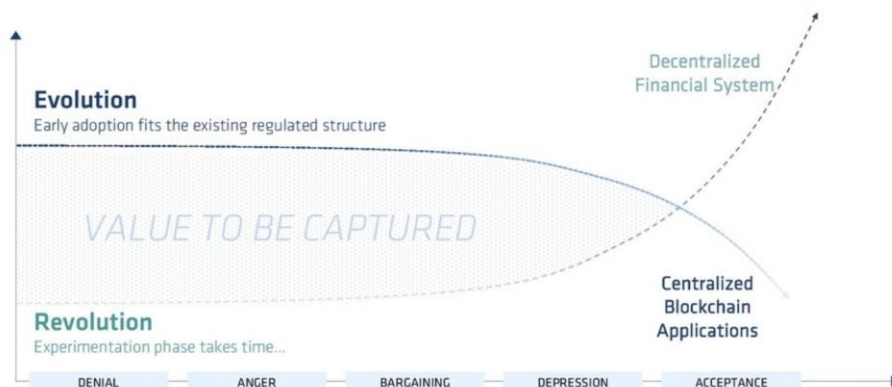 Decentralized
Financial System
Evolution
Early adoption fits the existing regulated structure
VALUE TO BE CAPTURED
Centralized
Blockchain
Applications
Revolution
Experimentation phase takes time...
DENIAL
ANGER
BARGAINING
DEPRESSION
ACCEPTANCE